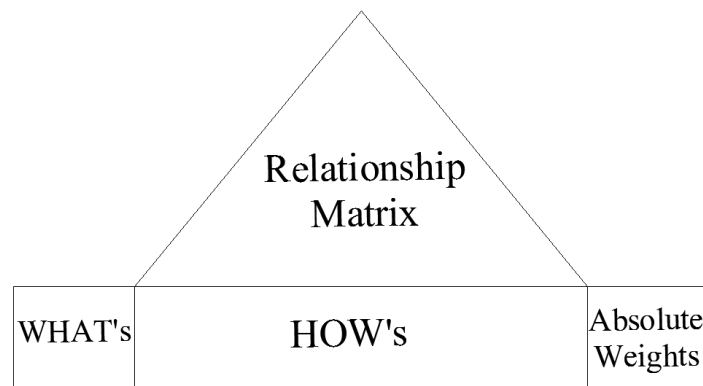 Relationship
Matrix
WHAT's
HOW's
Absolute
Weights